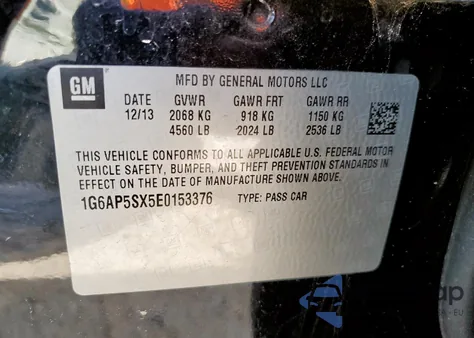 GM
MFD BY GENERAL MOTORS LLC
DATE GVWR GAWR FRT GAWR RR
12/13 2068 KG 918 KG 1150 KG
4560 LB 2024 LB 2536 LB
THIS VEHICLE CONFORMS TO ALL APPLICABLE U.S. FEDERAL MOTOR
VEHICLE SAFETY, BUMPER, AND THEFT PREVENTION STANDARDS IN
EFFECT ON THE DATE OF MANUFACTURE SHOWN ABOVE.
1G6AP5SX5E0153376 TYPE: PASS CAR